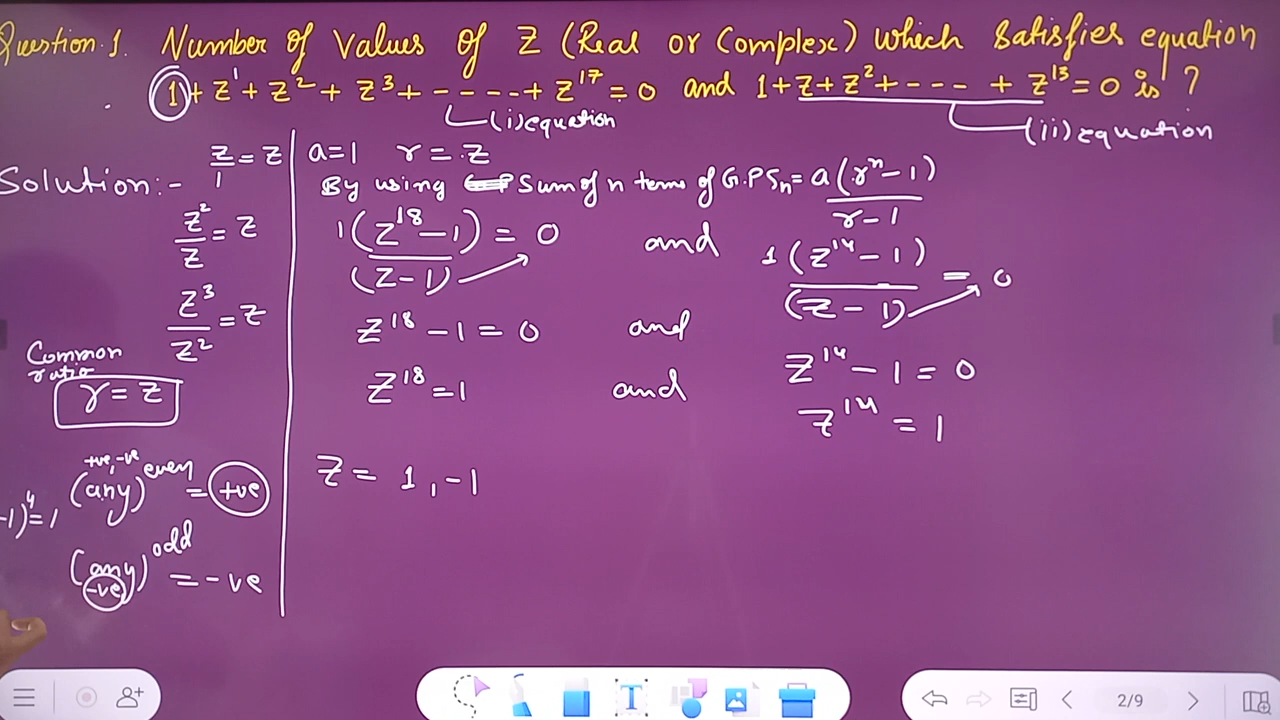 Question.1. Number of values of Z (Real or Complex) which satisfies equation
1 + z¹ + z² + z³ + ----- + z¹⁷ = 0 and 1 + z + z² + --- + z¹³ = 0 is ?
(i) equation
(ii) equation
Solution:-
z/1 = z
z²/z = z
z³/z² = z
Common ratio
r = z
+ve, -ve
(any)^even = +ve
-1)⁴ = 1
(any)^odd = -ve
-ve
a=1 r = z
By using Sum of n terms of G.P Sn = a(rⁿ - 1)/(r - 1)
1(z¹⁸ - 1)/(z - 1) = 0 and 1(z¹⁴ - 1)/(z - 1) = 0
z¹⁸ - 1 = 0 and z¹⁴ - 1 = 0
z¹⁸ = 1 and z¹⁴ = 1
z = 1, -1
T
2/9